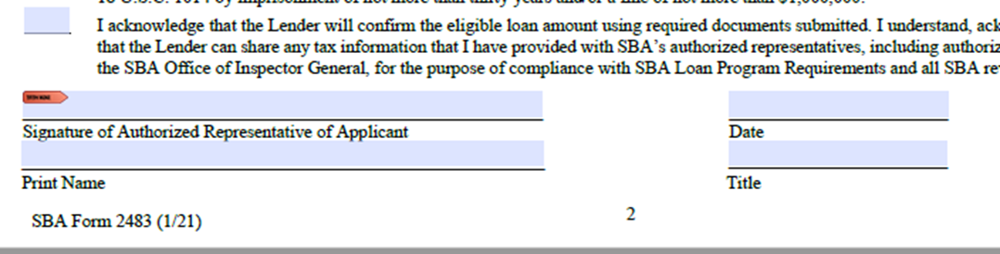 I acknowledge that the Lender will confirm the eligible loan amount using required documents submitted. I understand, ack
that the Lender can share any tax information that I have provided with SBA's authorized representatives, including authoriz
the SBA Office of Inspector General, for the purpose of compliance with SBA Loan Program Requirements and all SBA re
Signature of Authorized Representative of Applicant
Date
Print Name
Title
SBA Form 2483 (1/21)
2